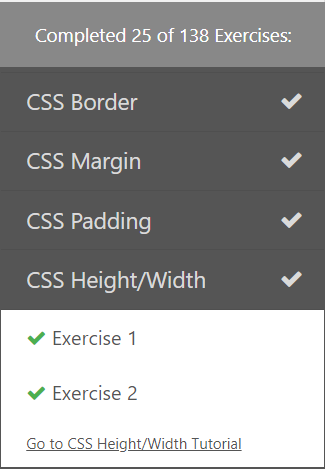 Completed 25 of 138 Exercises:
CSS Border
CSS Margin
CSS Padding
CSS Height/Width
Exercise 1
Exercise 2
Go to CSS Height/Width Tutorial